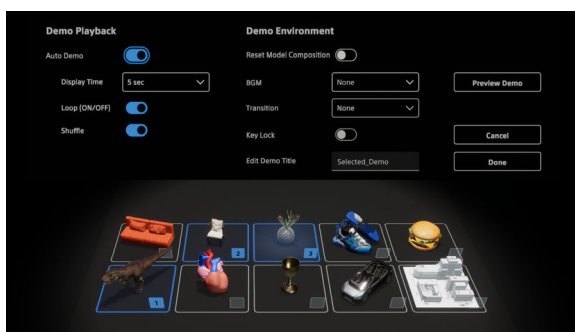 Demo Playback
Auto Demo
Display Time 5 sec
Loop (ON/OFF)
Shuffle
Demo Environment
Reset Model Composition
BGM None
Transition None
Key Lock
Edit Demo Title Selected_Demo
Preview Demo
Cancel
Done
2
3
1